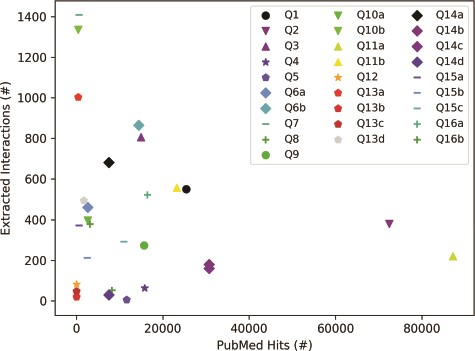 Extracted Interactions (#)
1400
1200
1000
800
600
400
200
0
0 20000 40000 60000 80000
PubMed Hits (#)
Q1 Q10a Q14a
Q2 Q10b Q14b
Q3 Q11a Q14c
Q4 Q11b Q14d
Q5 Q12 Q15a
Q6a Q13a Q15b
Q6b Q13b Q15c
Q7 Q13c Q16a
Q8 Q13d Q16b
Q9